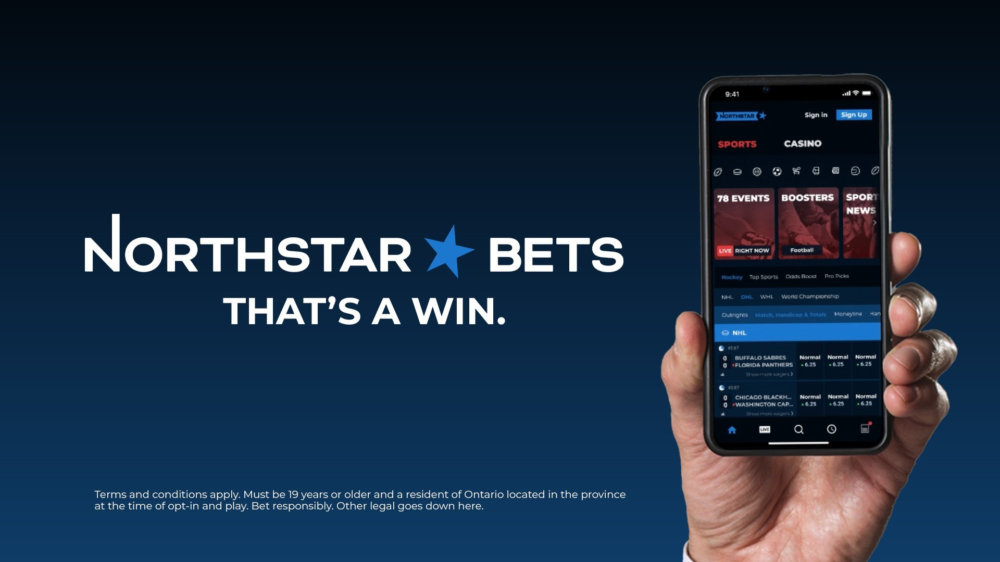 NORTHSTAR BETS
THAT'S A WIN.
Terms and conditions apply. Must be 19 years or older and a resident of Ontario located in the province
at the time of opt-in and play. Bet responsibly. Other legal goes down here.
9:41
NORTHSTAR
Sign in Sign Up
SPORTS CASINO
78 EVENTS
LIVE RIGHT NOW
BOOSTERS
Football
SPORT
NEWS
Hockey Top Sports Odds Boost Pro Picks
NHL OHL WHL World Championship
Outrights Match, Handicap & Totals Moneyline Han
NHL
45:87
0 BUFFALO SABRES Normal Normal Normal
0 FLORIDA PANTHERS 6.25 6.25 6.25
Show more wagers
45:87
0 CHICAGO BLACKH... Normal Normal Normal
0 WASHINGTON CAP... 6.25 6.25 6.25
Show more wagers
LIVE